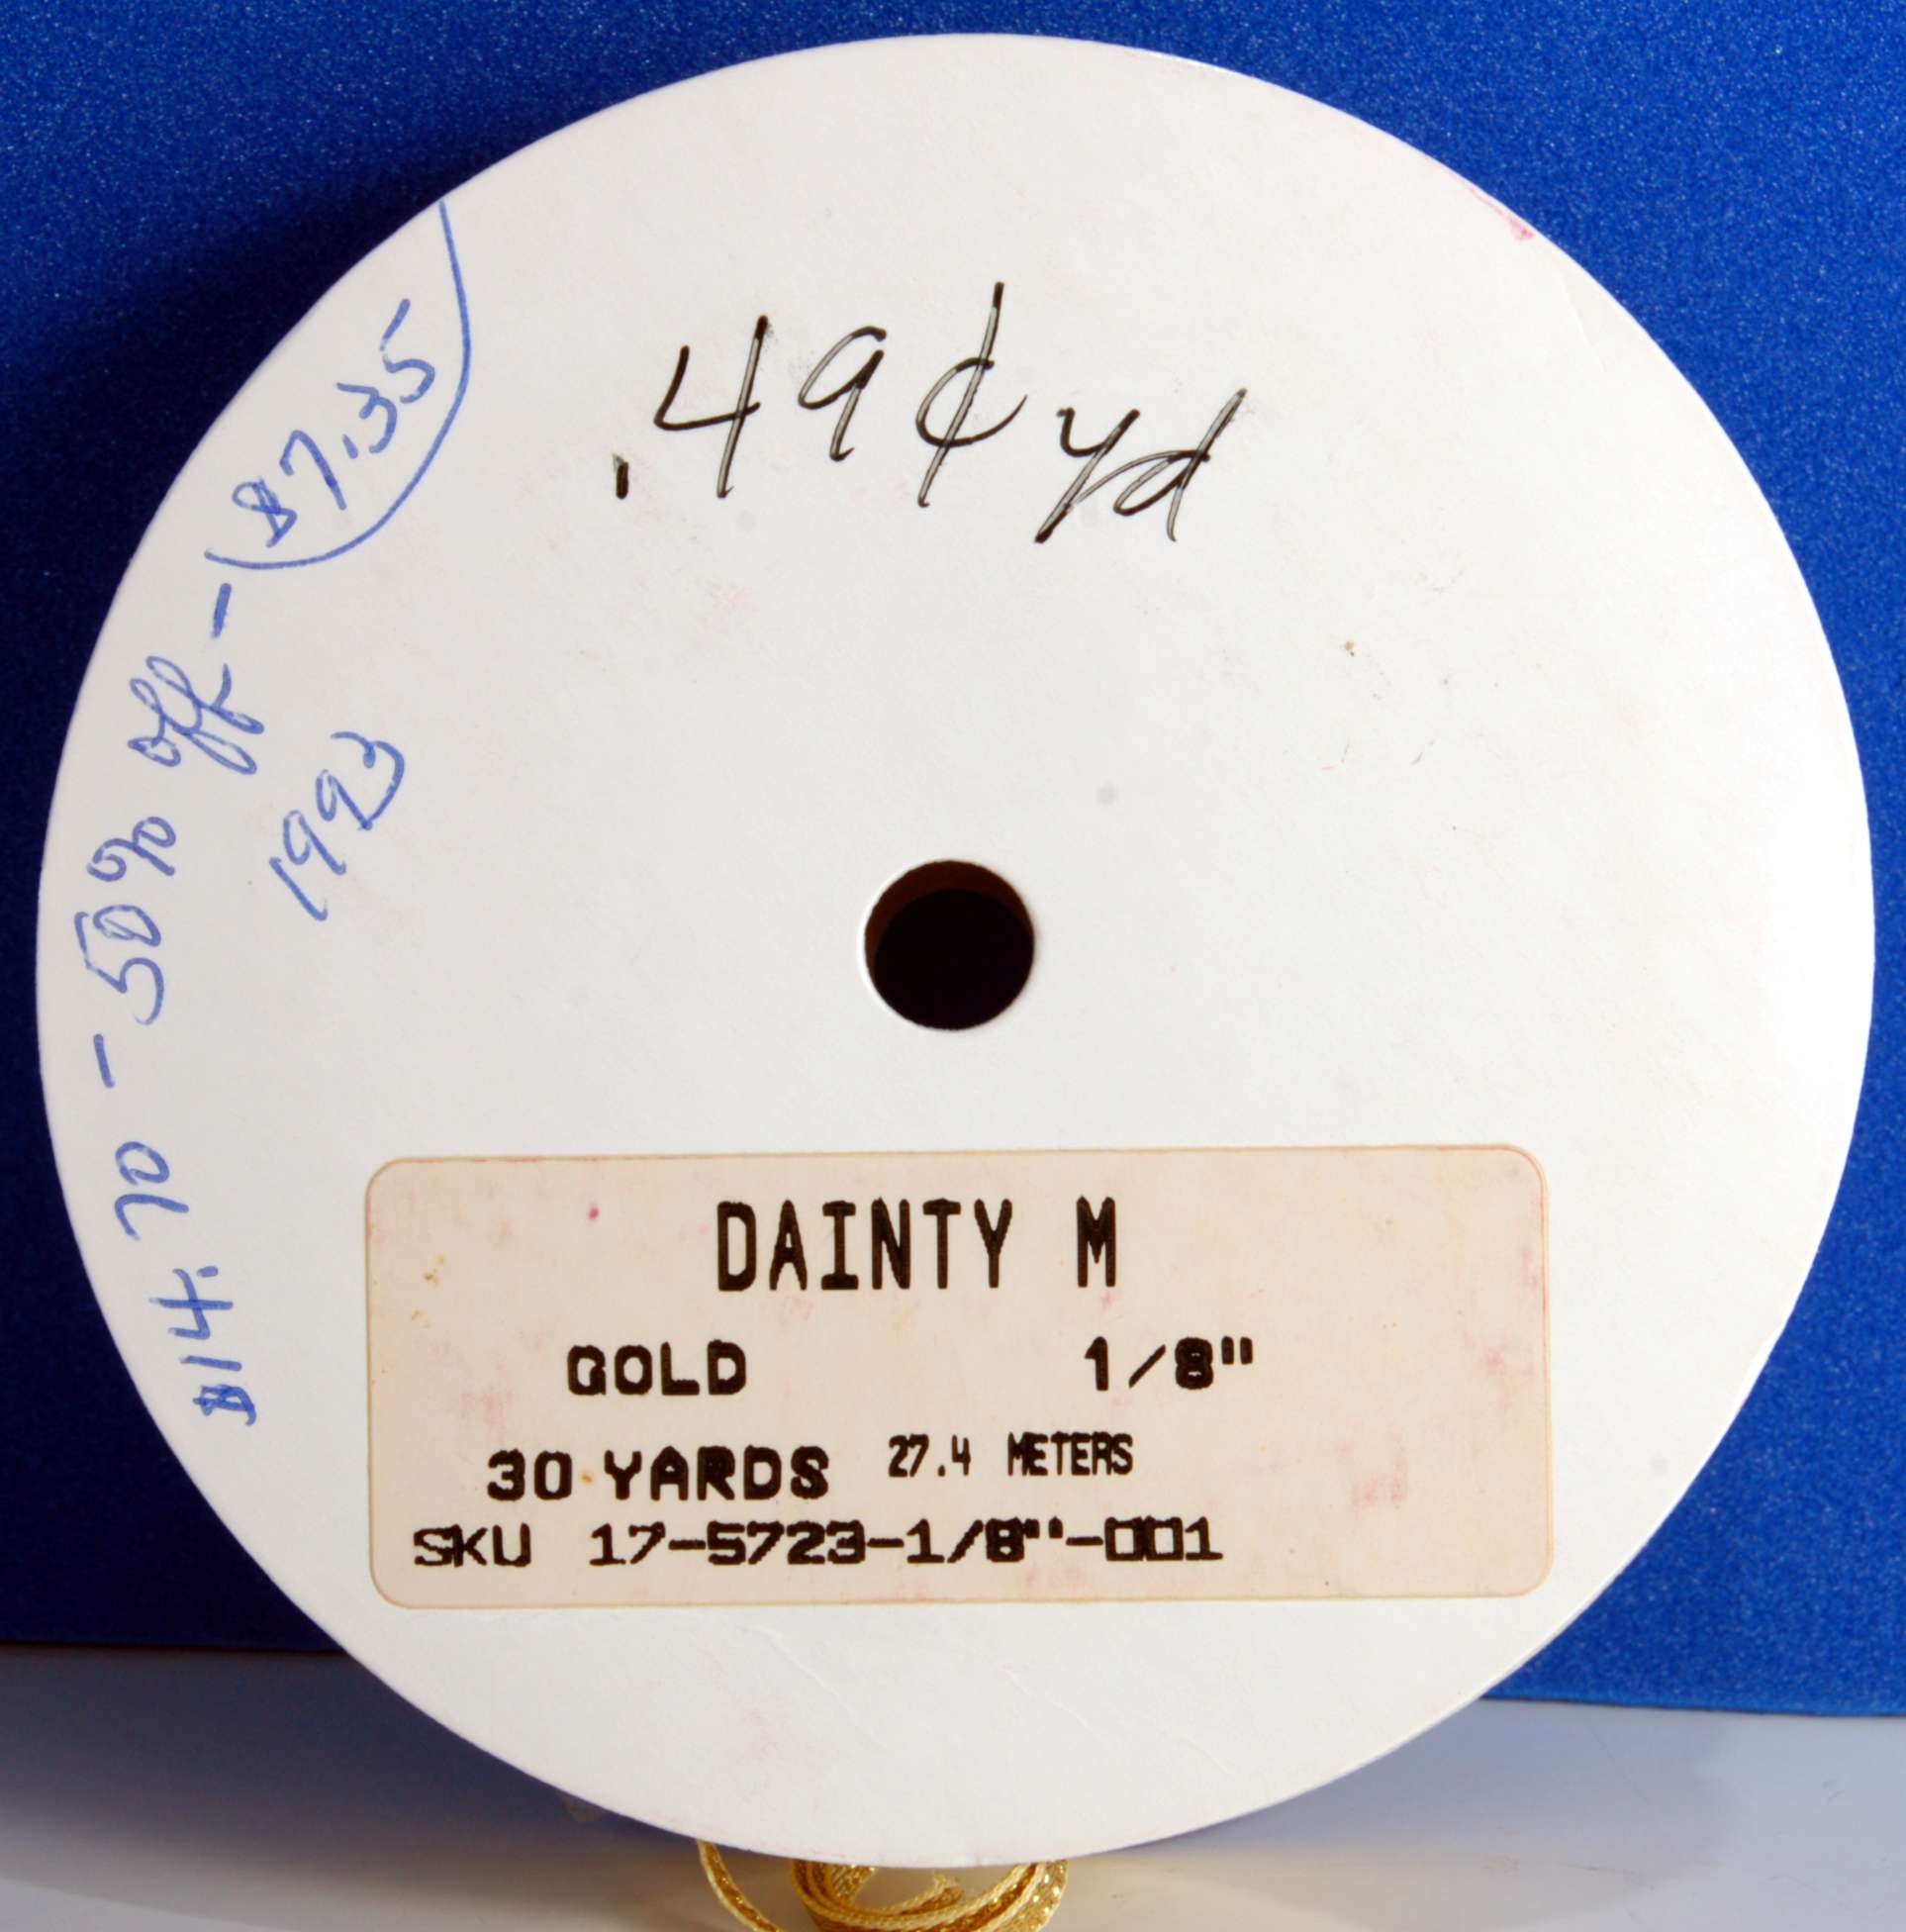 .49¢ yd
$14.70 - 50% off - $7.35
1993
DAINTY M
GOLD 1/8"
30 YARDS 27.4 METERS
SKU 17-5723-1/8"-001